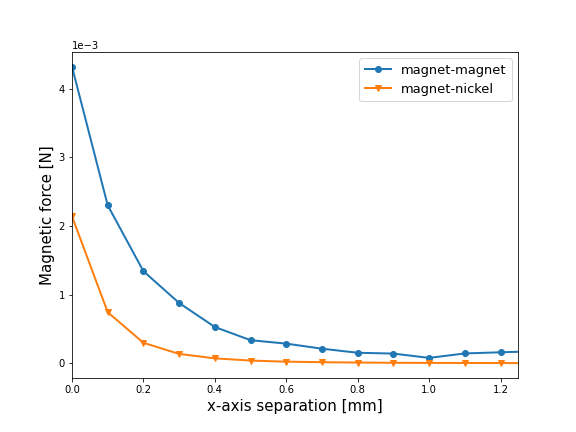 1e−3
magnet-magnet
magnet-nickel
Magnetic force [N]
4
3
2
1
0
0.0 0.2 0.4 0.6 0.8 1.0 1.2
x-axis separation [mm]